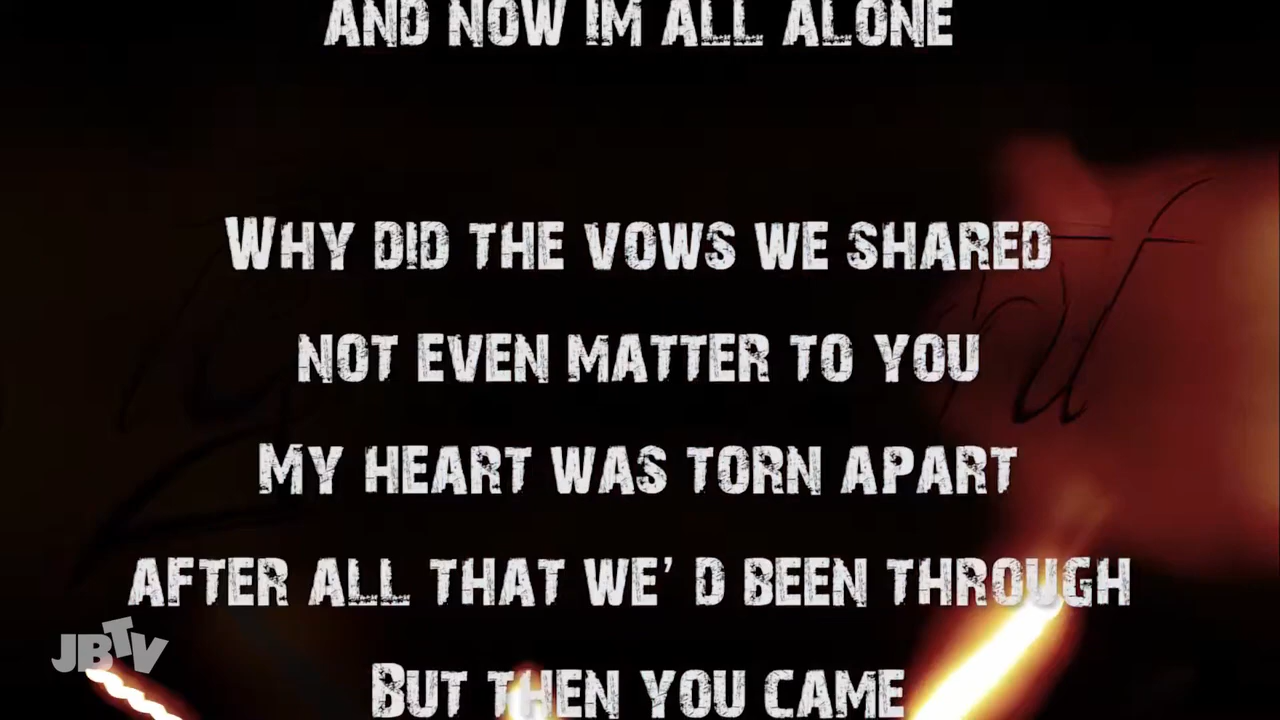 AND NOW IM ALL ALONE
WHY DID THE VOWS WE SHARED
NOT EVEN MATTER TO YOU
MY HEART WAS TORN APART
AFTER ALL THAT WE' D BEEN THROUGH
JBTV
BUT THEN YOU CAME